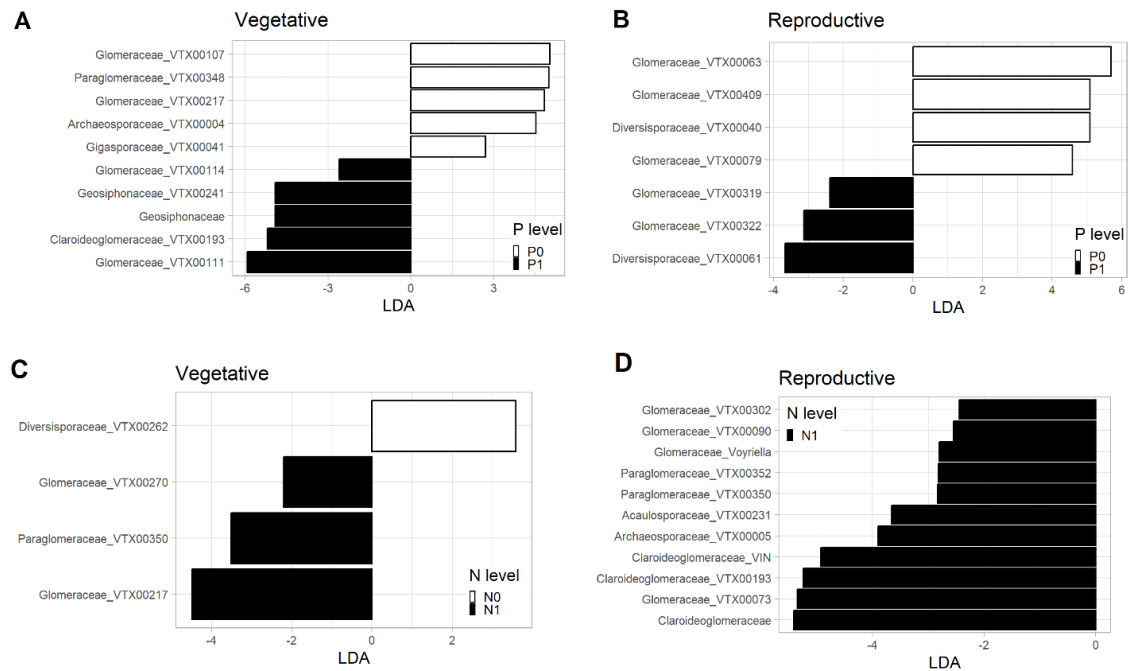 A
Vegetative
Glomeraceae_VTX00107
Paraglomeraceae_VTX00348
Glomeraceae_VTX00217
Archaeosporaceae_VTX00004
Gigasporaceae_VTX00041
Glomeraceae_VTX00114
Geosiphonaceae_VTX00241
Geosiphonaceae
Claroideoglomeraceae_VTX00193
Glomeraceae_VTX00111
P level
P0
P1
-6 -3 0 3
LDA
B
Reproductive
Glomeraceae_VTX00063
Glomeraceae_VTX00409
Diversisporaceae_VTX00040
Glomeraceae_VTX00079
Glomeraceae_VTX00319
Glomeraceae_VTX00322
Diversisporaceae_VTX00061
P level
P0
P1
-4 -2 0 2 4 6
LDA
C
Vegetative
Diversisporaceae_VTX00262
Glomeraceae_VTX00270
Paraglomeraceae_VTX00350
Glomeraceae_VTX00217
N level
N0
N1
-4 -2 0 2
LDA
D
Reproductive
N level
N1
Glomeraceae_VTX00302
Glomeraceae_VTX00090
Glomeraceae_Voyriella
Paraglomeraceae_VTX00352
Paraglomeraceae_VTX00350
Acaulosporaceae_VTX00231
Archaeosporaceae_VTX00005
Claroideoglomeraceae_VIN
Claroideoglomeraceae_VTX00193
Glomeraceae_VTX00073
Claroideoglomeraceae
-4 -2 0
LDA